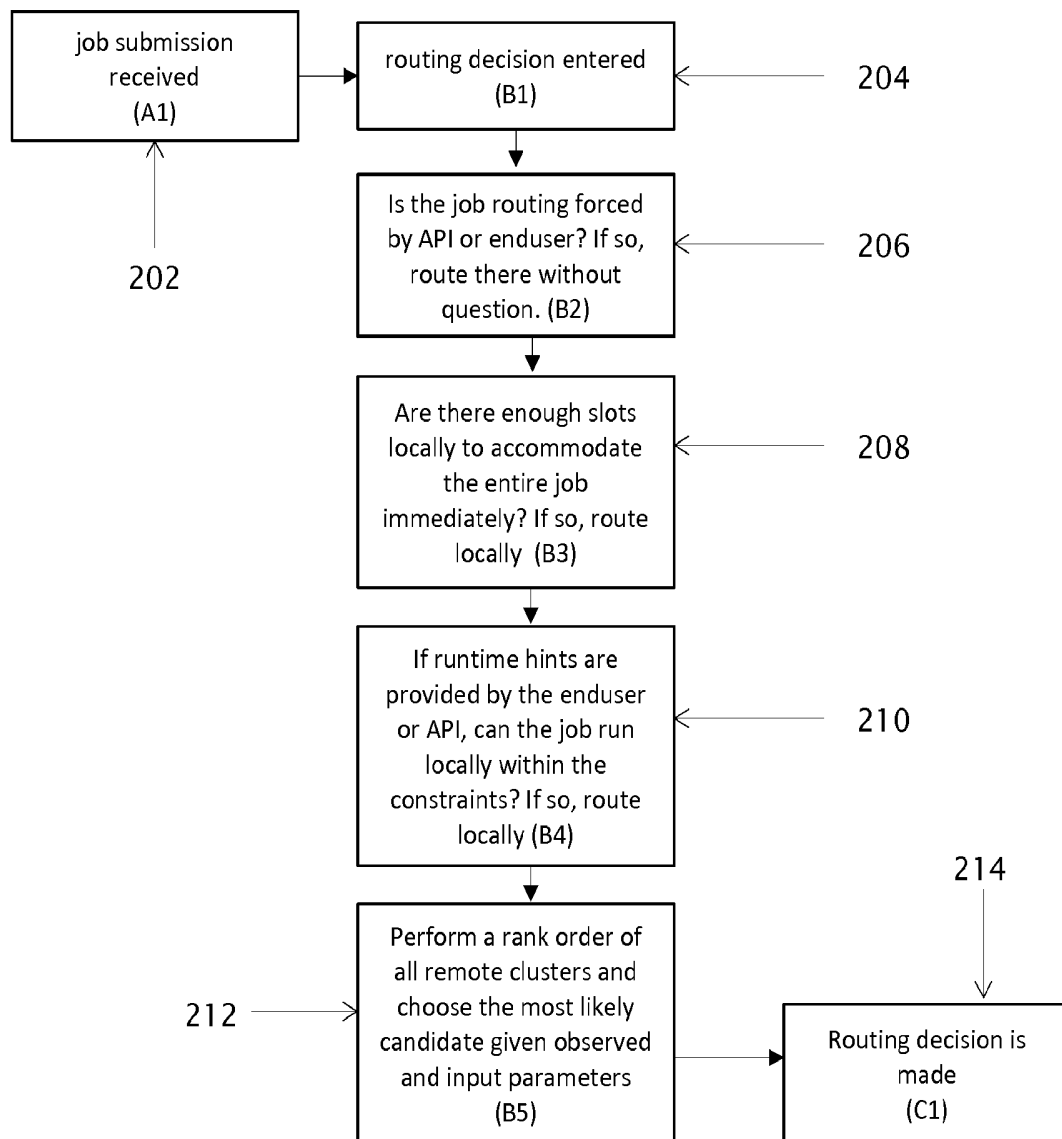 job submission
received
(A1)
routing decision entered
(B1)
204
202
Is the job routing forced
by API or enduser? If so,
route there without
question. (B2)
206
Are there enough slots
locally to accommodate
the entire job
immediately? If so, route
locally (B3)
208
If runtime hints are
provided by the enduser
or API, can the job run
locally within the
constraints? If so, route
locally (B4)
210
214
212
Perform a rank order of
all remote clusters and
choose the most likely
candidate given observed
and input parameters
(B5)
Routing decision is
made
(C1)